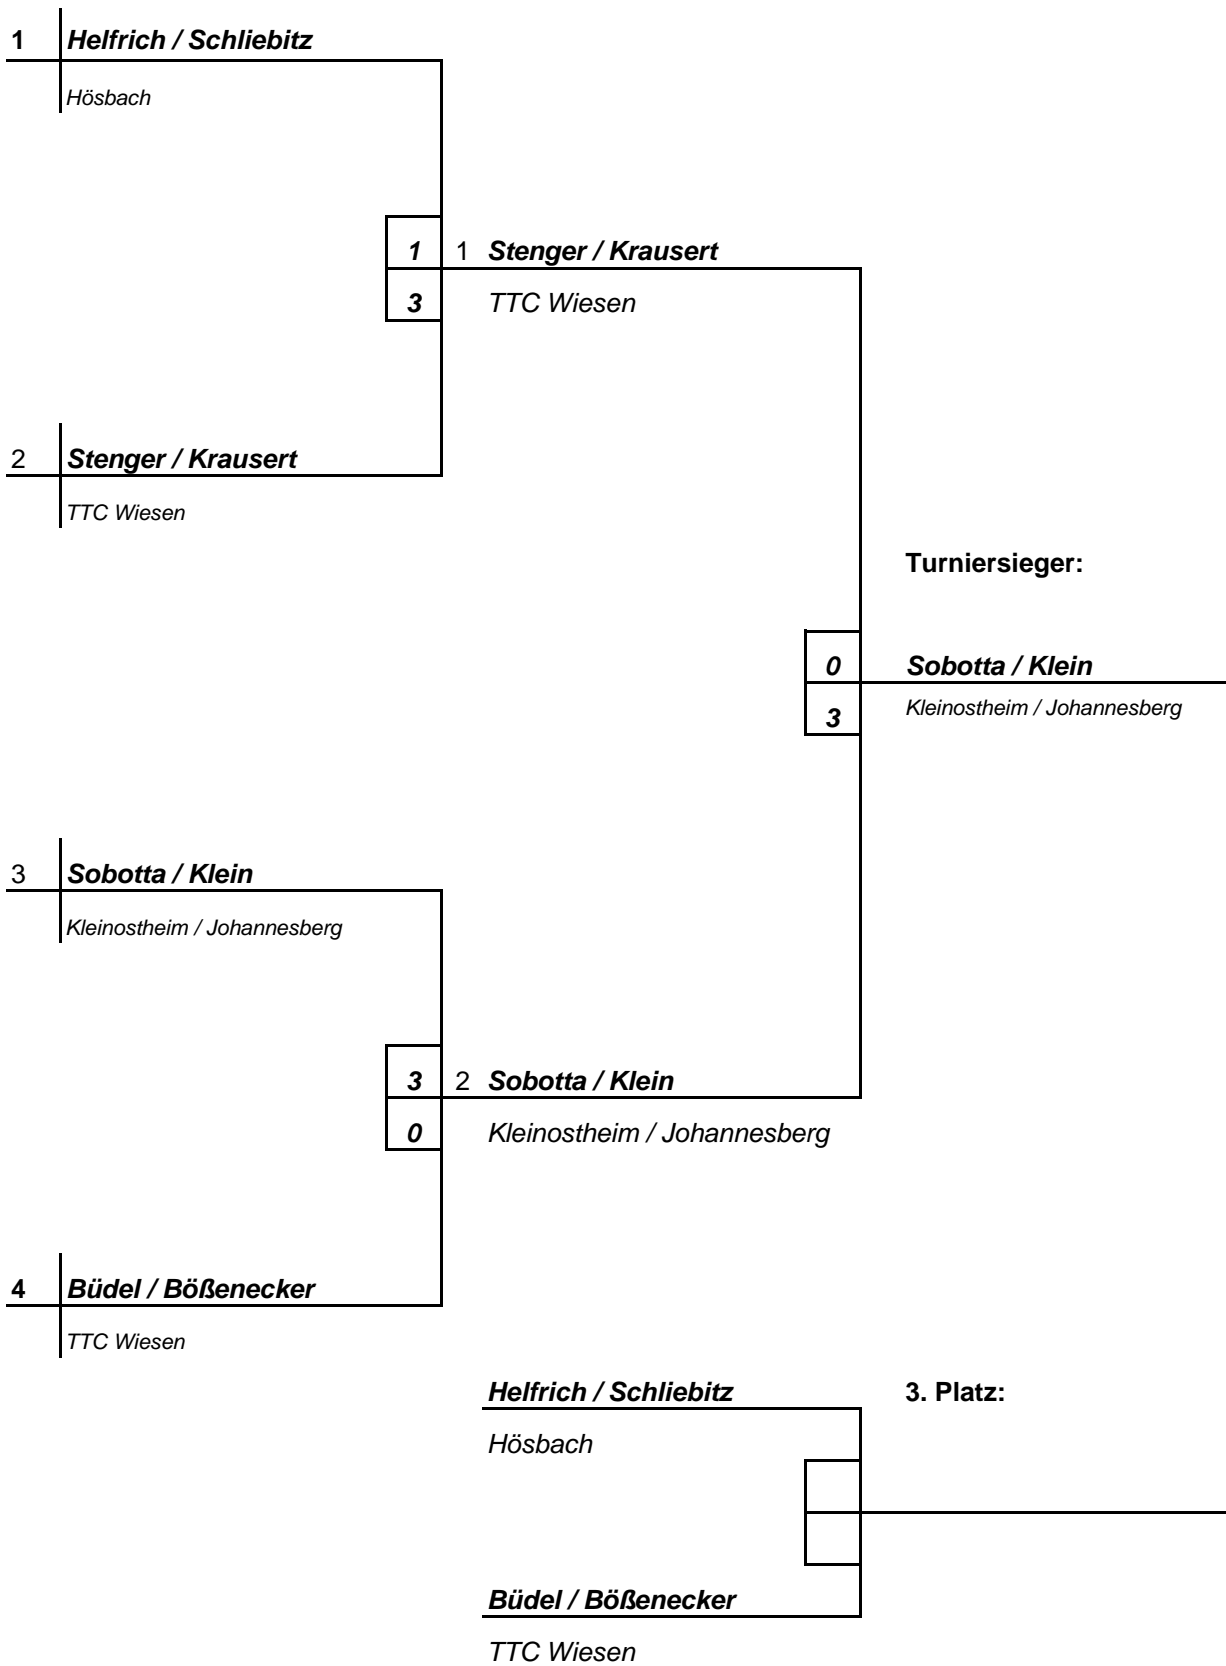 1 Helfrich / Schliebitz
Hösbach
1 1 Stenger / Krausert
3 TTC Wiesen
2 Stenger / Krausert
TTC Wiesen
Turniersieger:
0 Sobotta / Klein
3 Kleinostheim / Johannesberg
3 Sobotta / Klein
Kleinostheim / Johannesberg
3 2 Sobotta / Klein
0 Kleinostheim / Johannesberg
4 Büdel / Bößenecker
TTC Wiesen
Helfrich / Schliebitz 3. Platz:
Hösbach
Büdel / Bößenecker
TTC Wiesen